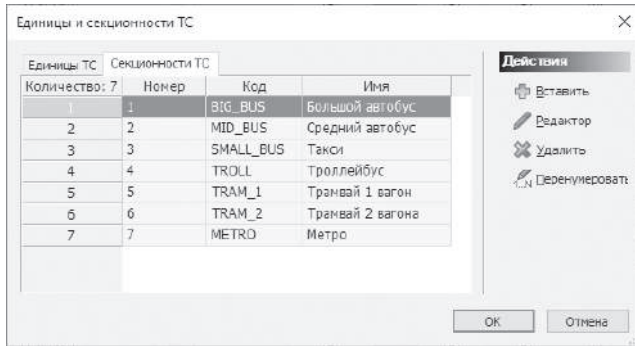 Единицы и секционности ТС
Единицы ТС Секционности ТС
Количество: 7 Номер Код Имя
1 1 BIG_BUS Большой автобус
2 2 MID_BUS Средний автобус
3 3 SMALL_BUS Такси
4 4 TROLL Троллейбус
5 5 TRAM_1 Трамвай 1 вагон
6 6 TRAM_2 Трамвай 2 вагона
7 7 METRO Метро
Действия
Вставить
Редактор
Удалить
Перенумеровать
OK Отмена